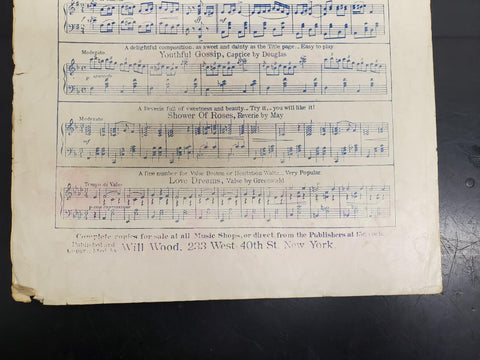 A delightful composition, as sweet and dainty as the Title page.. Easy to play
Youthful Gossip, Caprice by Douglas
Moderato
A Reverie full of sweetness and beauty.. Try it.. you will like it!
Shower Of Roses, Reverie by May
Moderato
A fine number for Valse Boston or Hesitation Waltz.. Very Popular
Love Dreams, Valse by Greenwald
Tempo di Valse
Complete copies for sale at all Music Shops, or direct from the Publishers at 15c each.
Published and
Copyrighted by Will Wood, 233 West 40th St. New York.